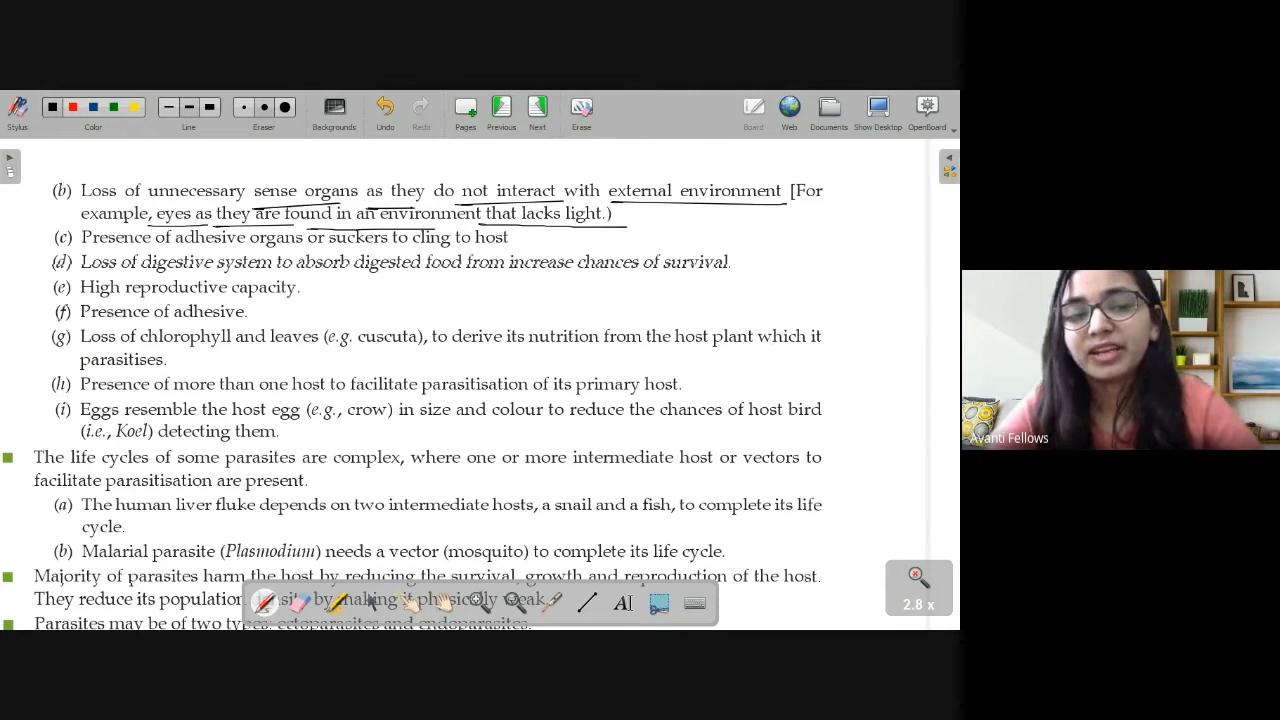 Stylus Color Line Eraser Backgrounds Undo Redo Pages Previous Next Erase Board Web Documents Show Desktop OpenBoard
(b) Loss of unnecessary sense organs as they do not interact with external environment [For
example, eyes as they are found in an environment that lacks light.)
(c) Presence of adhesive organs or suckers to cling to host
(d) Loss of digestive system to absorb digested food from increase chances of survival.
(e) High reproductive capacity.
(f) Presence of adhesive.
(g) Loss of chlorophyll and leaves (e.g. cuscuta), to derive its nutrition from the host plant which it
parasitises.
(h) Presence of more than one host to facilitate parasitisation of its primary host.
(i) Eggs resemble the host egg (e.g., crow) in size and colour to reduce the chances of host bird
(i.e., Koel) detecting them.
Avanti Fellows
The life cycles of some parasites are complex, where one or more intermediate host or vectors to
facilitate parasitisation are present.
(a) The human liver fluke depends on two intermediate hosts, a snail and a fish, to complete its life
cycle.
(b) Malarial parasite (Plasmodium) needs a vector (mosquito) to complete its life cycle.
Majority of parasites harm the host by reducing the survival, growth and reproduction of the host.
They reduce its population by making it physically weak.
Parasites may be of two types: ectoparasites and endoparasites.
2.8 x